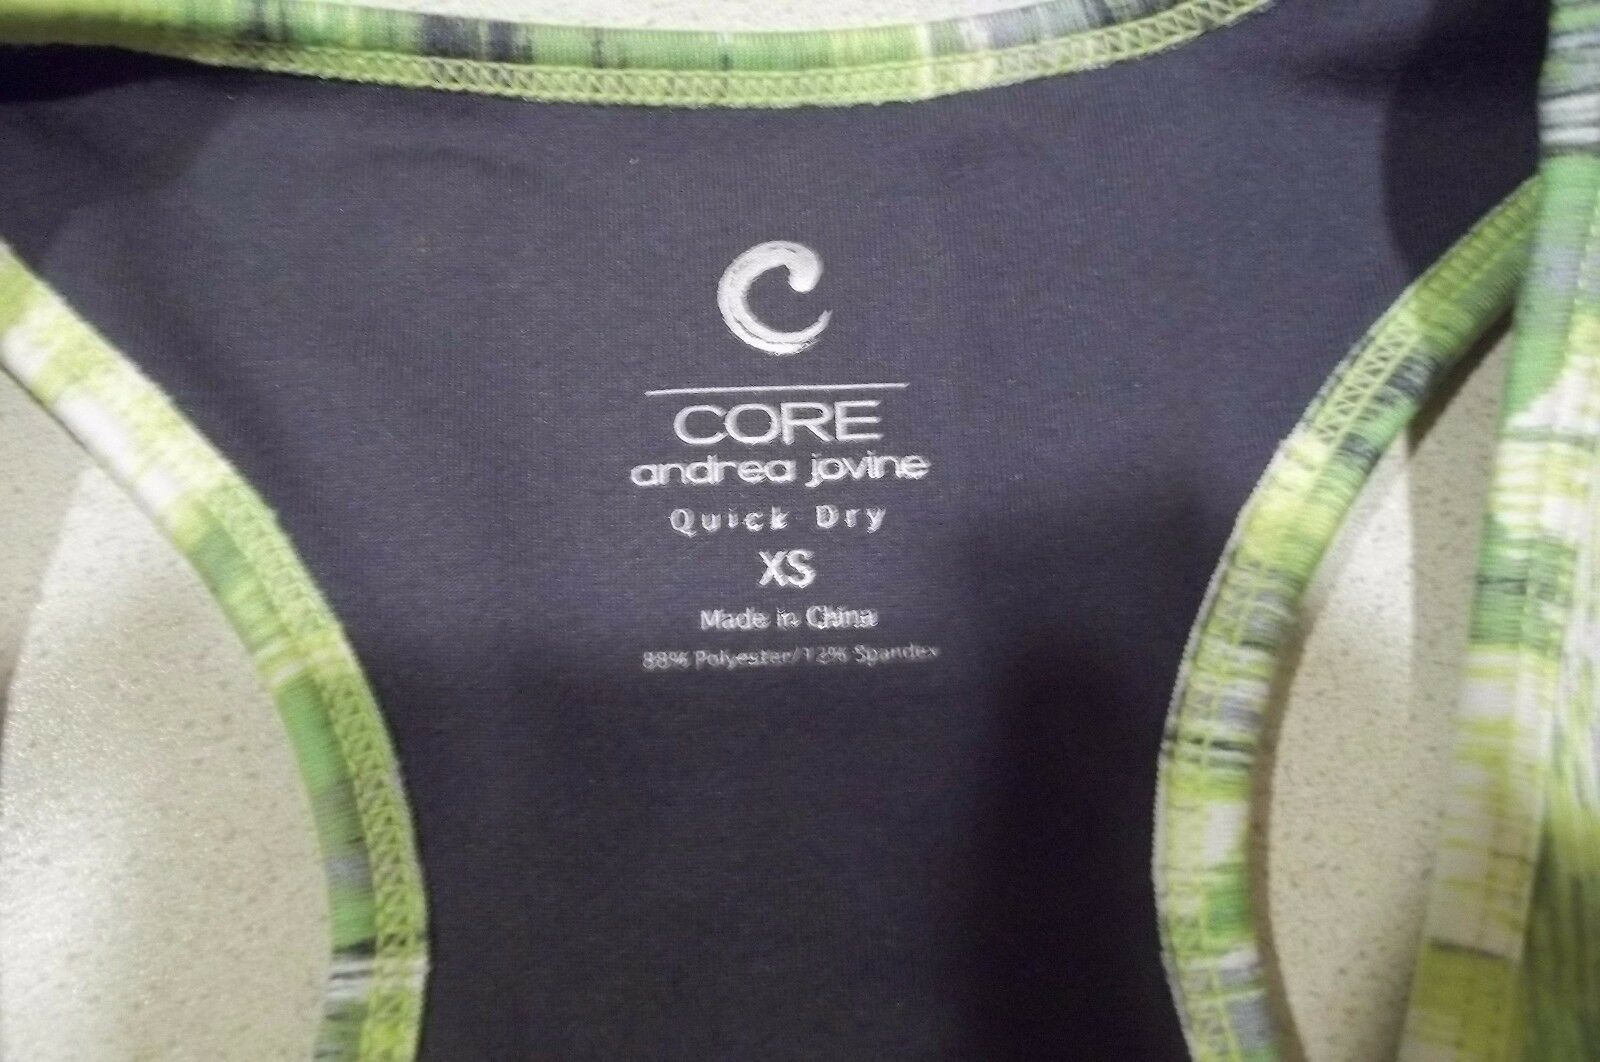 CORE
andrea jovine
Quick Dry
XS
Made in China
88% Polyester/12% Spandex